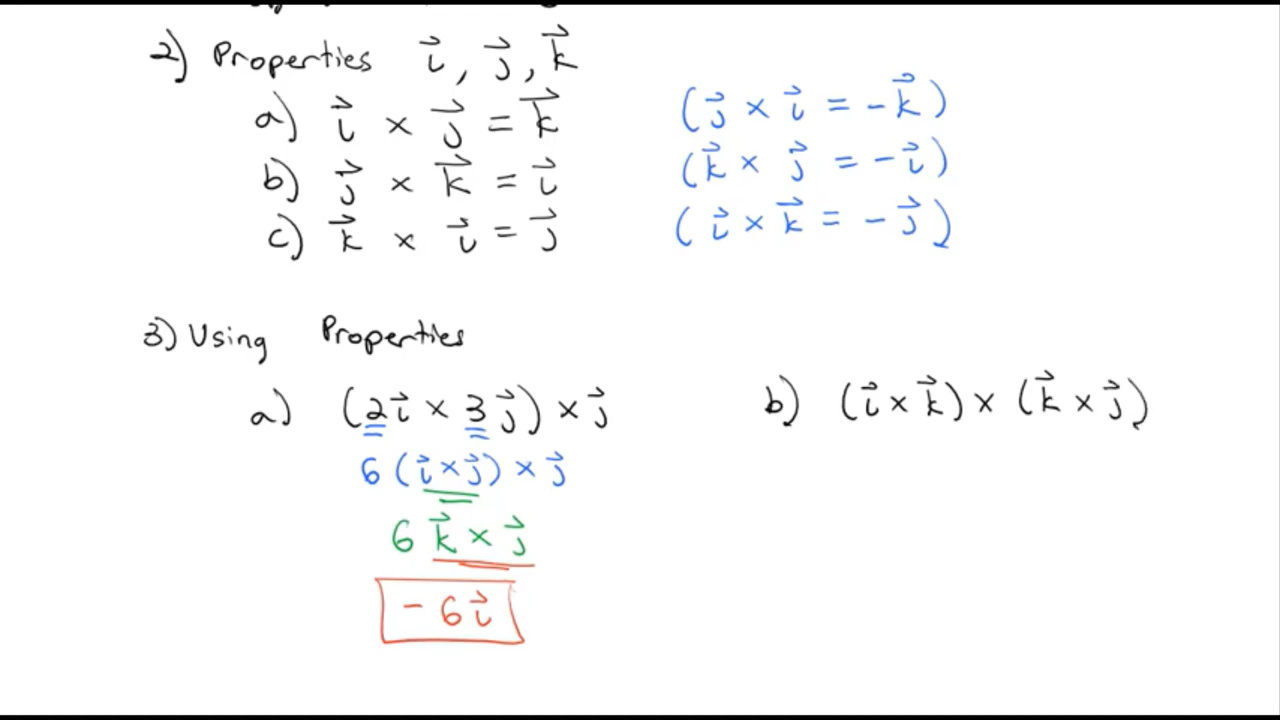 2) Properties i⃗, j⃗, k⃗
a) i⃗ × j⃗ = k⃗ (j⃗ × i⃗ = -k⃗)
b) j⃗ × k⃗ = i⃗ (k⃗ × j⃗ = -i⃗)
c) k⃗ × i⃗ = j⃗ (i⃗ × k⃗ = -j⃗)
3) Using Properties
a) (2i⃗ × 3j⃗) × j⃗
6 (i⃗ × j⃗) × j⃗
6 k⃗ × j⃗
- 6 i⃗
b) (i⃗ × k⃗) × (k⃗ × j⃗)